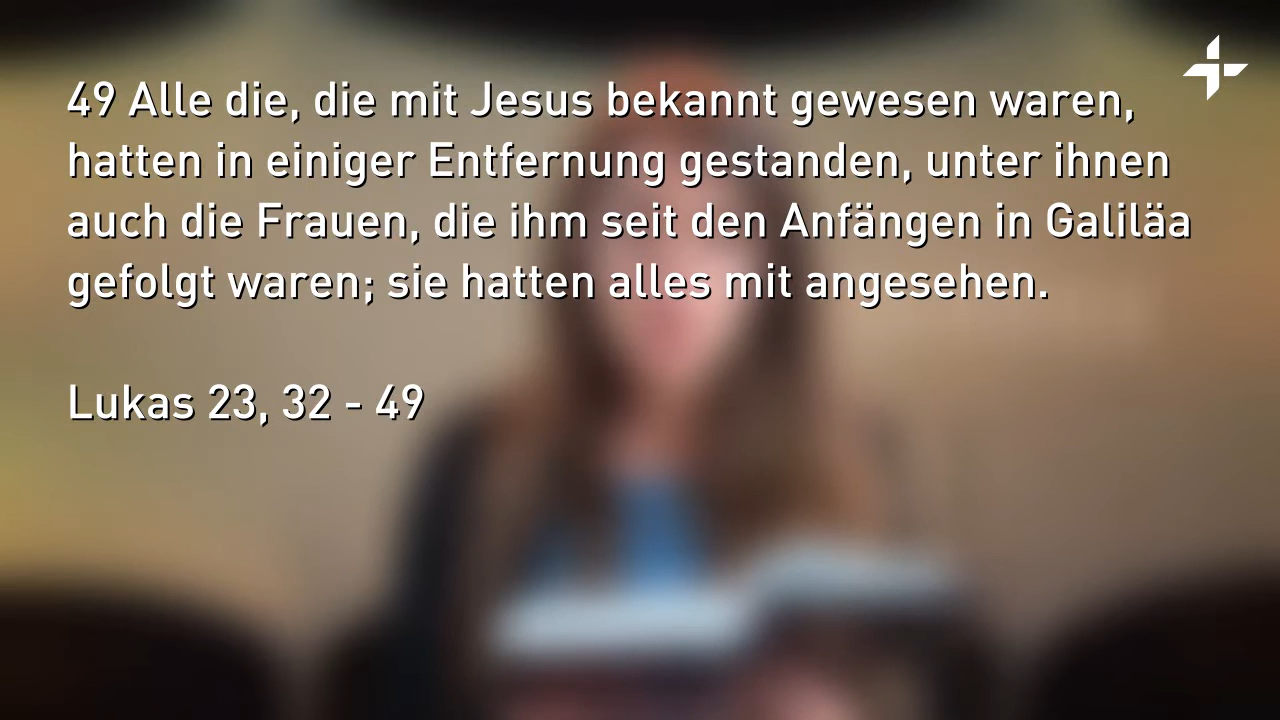 49 Alle die, die mit Jesus bekannt gewesen waren,
hatten in einiger Entfernung gestanden, unter ihnen
auch die Frauen, die ihm seit den Anfängen in Galiläa
gefolgt waren; sie hatten alles mit angesehen.
Lukas 23, 32 - 49